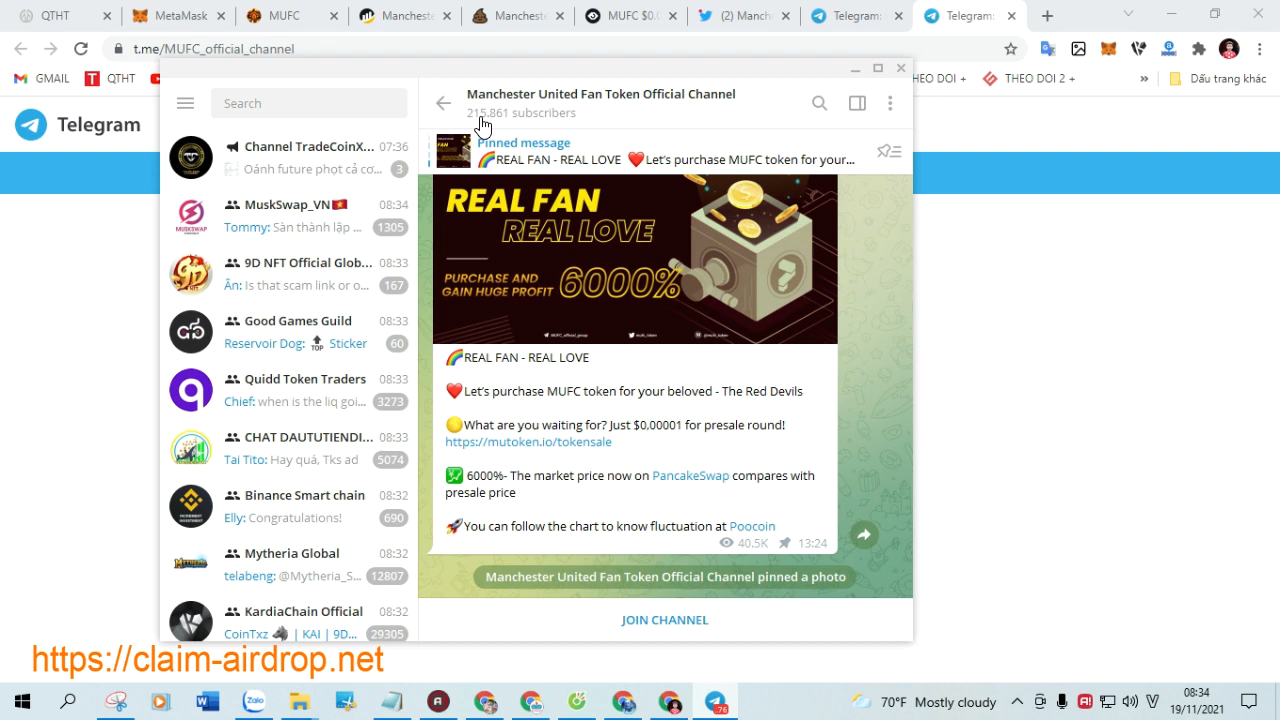 QTHT.
MetaMask
MUFC
Manchest
Manchest
MUFC $0,
(2) Manch
Telegram:
Telegram:
t.me/MUFC_official_channel
GMAIL
QTHT
HEO DOI +
THEO DOI 2 +
»
Dấu trang khác
Telegram
Search
Channel TradeCoinX... 07:36
Oánh future phọt cả cơ... 3
MuskSwap_VN🇻🇳 08:34
Tommy: Sàn thành lập ... 1305
9D NFT Official Glob... 08:33
Ân: Is that scam link or o... 167
Good Games Guild 08:33
Reservoir Dog: 🔝 Sticker 60
Quidd Token Traders 08:33
Chief: when is the liq goi... 3273
CHAT DAUTUTIENDI... 08:33
Tai Tito: Hay quá, Tks ad 5074
Binance Smart chain 08:32
Elly: Congratulations! 690
Mytheria Global 08:32
telabeng: @Mytheria_S... 12807
KardiaChain Official 08:32
CoinTxz 🐴 | KAI | 9D... 29305
MUSKSWAP
MYTHERIA
Manchester United Fan Token Official Channel
215,861 subscribers
Pinned message
🌈REAL FAN - REAL LOVE ❤️Let's purchase MUFC token for your...
REAL FAN
REAL LOVE
PURCHASE AND
GAIN HUGE PROFIT 6000%
MUFC_official_group
🌈REAL FAN - REAL LOVE
❤️Let's purchase MUFC token for your beloved - The Red Devils
🟡What are you waiting for? Just $0,00001 for presale round!
https://mutoken.io/tokensale
💹 6000%- The market price now on PancakeSwap compares with
presale price
🚀You can follow the chart to know fluctuation at Poocoin
40.5K 13:24
Manchester United Fan Token Official Channel pinned a photo
JOIN CHANNEL
https://claim-airdrop.net
Zalo
76
70°F Mostly cloudy
08:34
19/11/2021